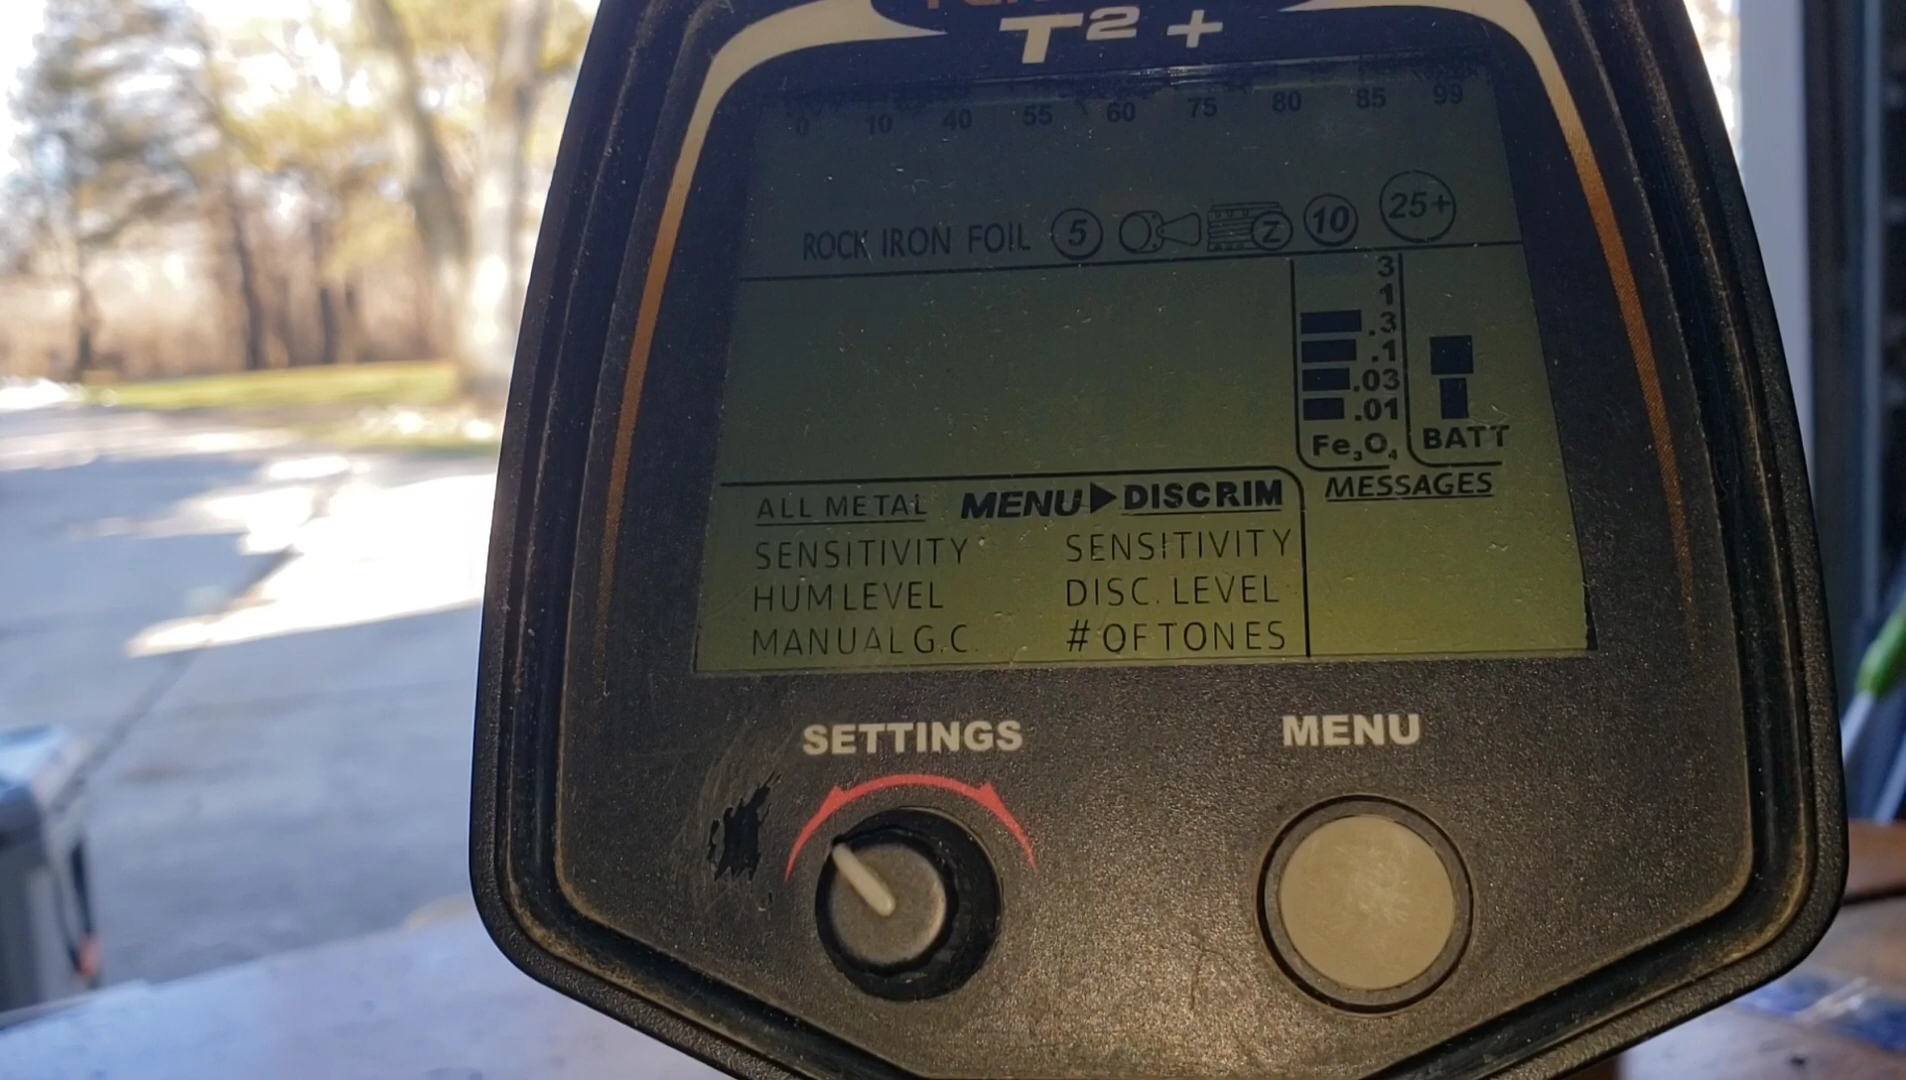 T² +
0 10 40 55 60 75 80 85 99
ROCK IRON FOIL 5 Z 10 25+
3
1
.3
.1
.03
.01
Fe₃O₄ BATT
ALL METAL MENU▶DISCRIM MESSAGES
SENSITIVITY SENSITIVITY
HUM LEVEL DISC. LEVEL
MANUAL G.C. # OF TONES
SETTINGS MENU